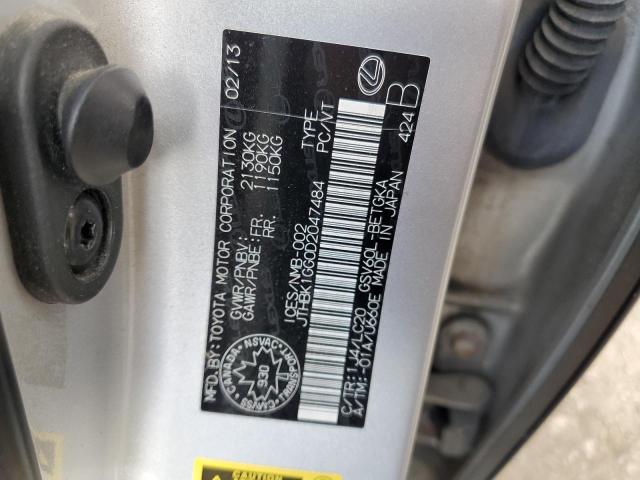 MFD. BY: TOYOTA MOTOR CORPORATION 02/13
GVWR/PNBV: 2130KG
GAWR/PNBE: FR: 1190KG
RR. 1150KG
CANADA NSVAC
930
TRANSPORT CSVASS
ICES/NMB-002
JTHBK1GG0D2047484
TYPE
PC/VT
C/TR: 1J4/LC20 GSV60L-BETGKA
A/TM: -01A/U660E MADE IN JAPAN
424
B
CAUTION